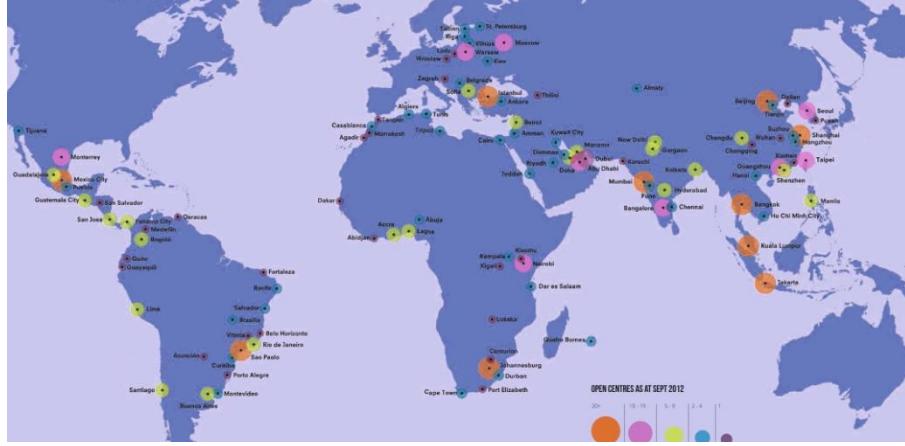 Tallinn
St. Petersburg
Riga
Vilnius
Moscow
Lodz
Warsaw
Wroclaw
Kiev
Zagreb
Belgrade
Sofia
Istanbul
Ankara
Tbilisi
Almaty
Beijing
Dalian
Tianjin
Seoul
Pusan
Algiers
Tunis
Tangier
Casablanca
Marrakesh
Agadir
Tripoli
Beirut
Amman
Cairo
Kuwait City
Dammam
Manama
Doha
Dubai
Abu Dhabi
Riyadh
Jeddah
New Delhi
Gurgaon
Karachi
Kolkata
Mumbai
Pune
Hyderabad
Bangalore
Chennai
Chengdu
Wuhan
Chongqing
Suzhou
Shanghai
Hangzhou
Xiamen
Guangzhou
Taipei
Shenzhen
Hanoi
Bangkok
Manila
Ho Chi Minh City
Kuala Lumpur
Jakarta
Tijuana
Monterrey
Guadalajara
Mexico City
Puebla
Guatemala City
San Salvador
San Jose
Panama City
Caracas
Medellin
Bogotá
Quito
Guayaquil
Fortaleza
Recife
Salvador
Lima
Brasilia
Vitoria
Belo Horizonte
Rio de Janeiro
Sao Paolo
Asunción
Curitiba
Porto Alegre
Santiago
Buenos Aires
Montevideo
Dakar
Abidjan
Accra
Lagos
Abuja
Kampala
Kisumu
Kigali
Nairobi
Dar es Salaam
Lusaka
Quatre Bornes
Centurion
Johannesburg
Durban
Cape Town
Port Elizabeth
OPEN CENTRES AS AT SEPT 2012
20+
10 - 19
5 - 9
2 - 4
1